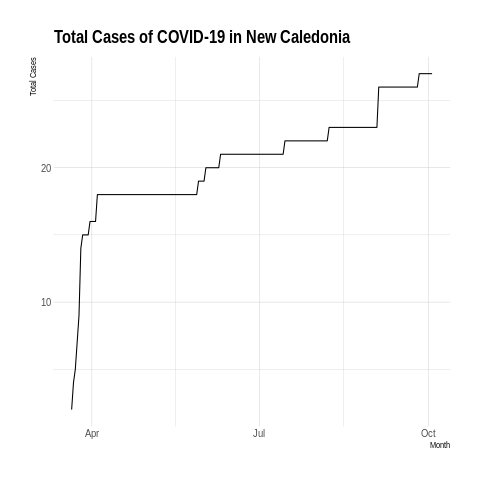 Total Cases of COVID-19 in New Caledonia
Total Cases
20
10
Apr
Jul
Oct
Month